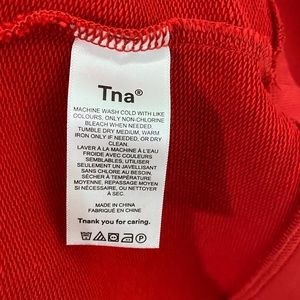 Tna®
MACHINE WASH COLD WITH LIKE
COLOURS, ONLY NON-CHLORINE
BLEACH WHEN NEEDED.
TUMBLE DRY MEDIUM, WARM
IRON ONLY IF NEEDED, OR DRY
CLEAN.
LAVER À LA MACHINE À L'EAU
FROIDE AVEC COULEURS
SEMBLABLES, UTILISER
SEULEMENT UN JAVELLISANT
SANS CHLORE AU BESOIN.
SÉCHER À TEMPÉRATURE
MOYENNE, REPASSAGE MOYEN
SI NÉCESSAIRE, OU NETTOYER
À SEC.
MADE IN CHINA
FABRIQUÉ EN CHINE
Tnank you for caring.
P